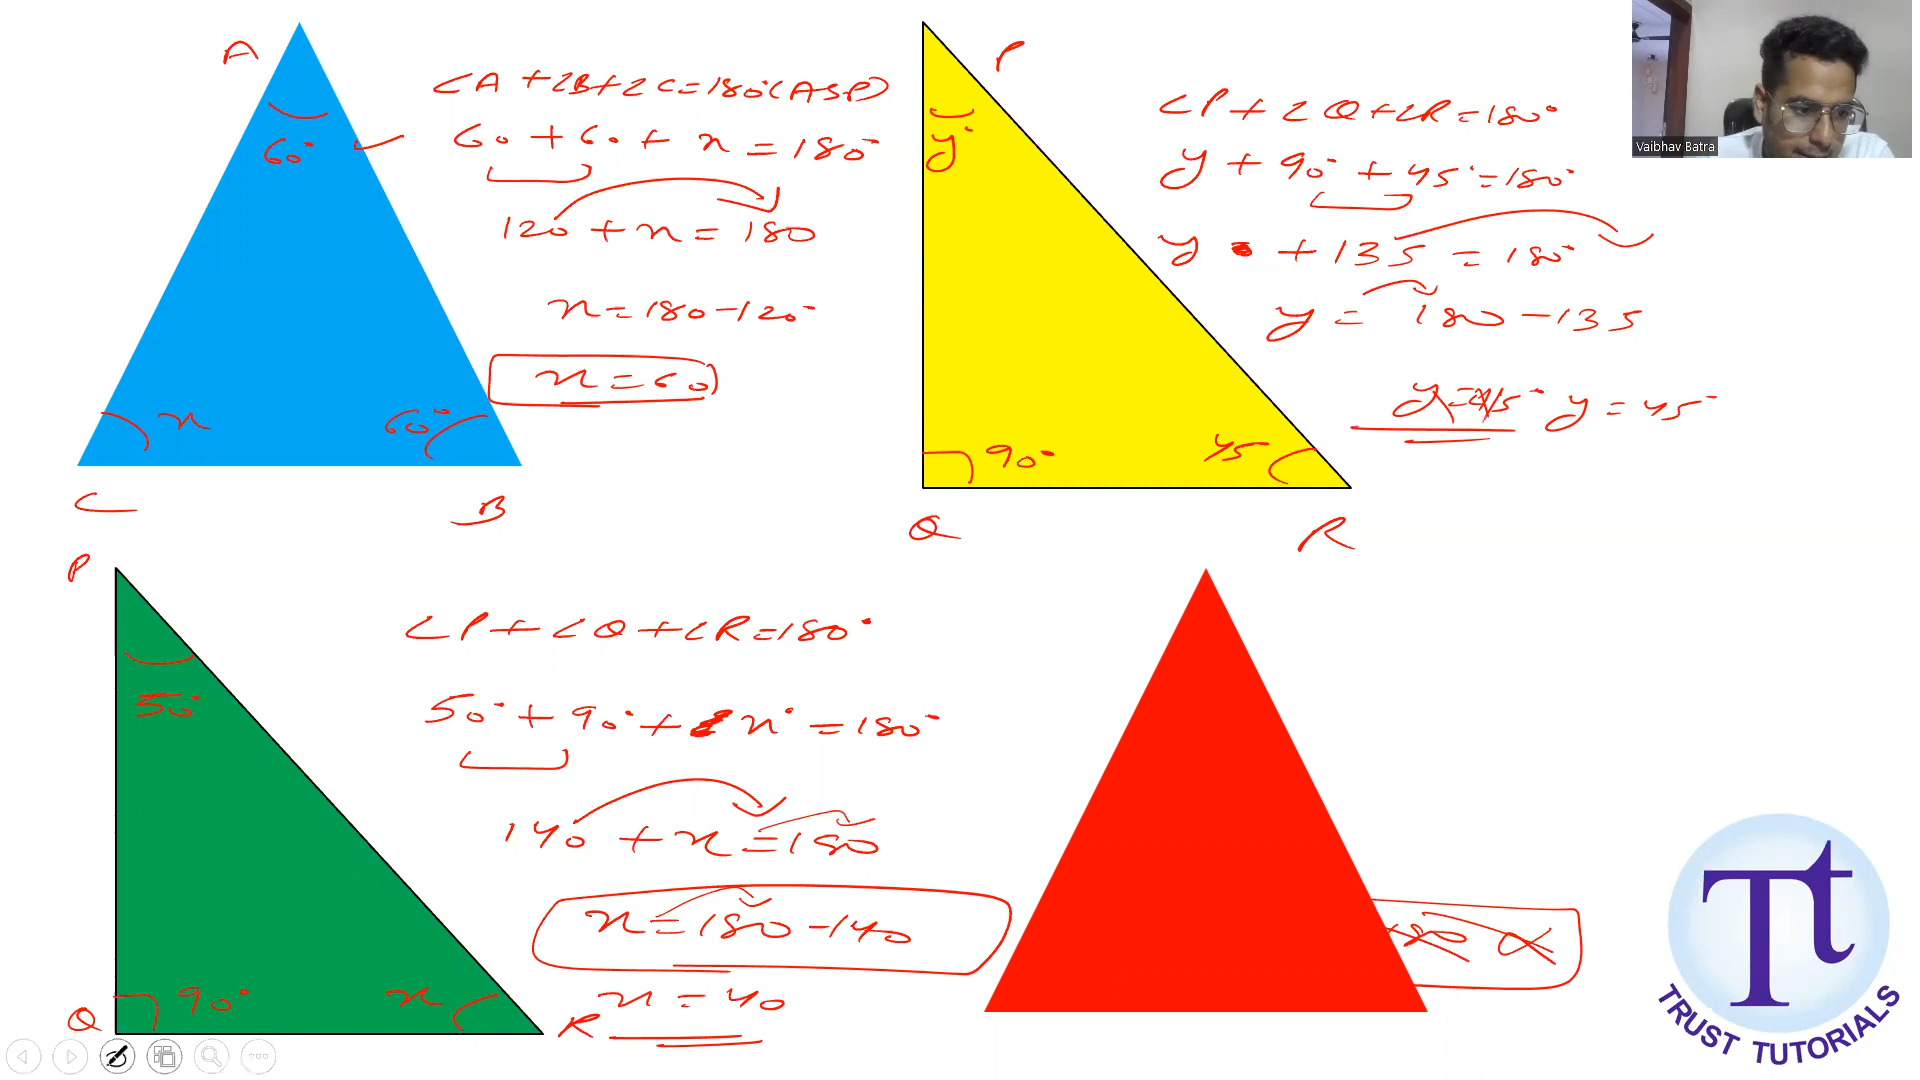 A
∠A + ∠B + ∠C = 180° (ASP)
60 + 60 + x = 180°
120 + x = 180
x = 180 - 120°
x = 60
60°
x
60°
C
B
P
∠P + ∠Q + ∠R = 180°
y + 90° + 45° = 180°
y + 135 = 180°
y = 180 - 135
y = 45°
y°
90°
45
Q
R
Vaibhav Batra
P
∠P + ∠Q + ∠R = 180°
50° + 90° + x° = 180°
140 + x = 180
x = 180 - 140
x = 40
50°
90°
x
Q
R
Tt
TRUST TUTORIALS